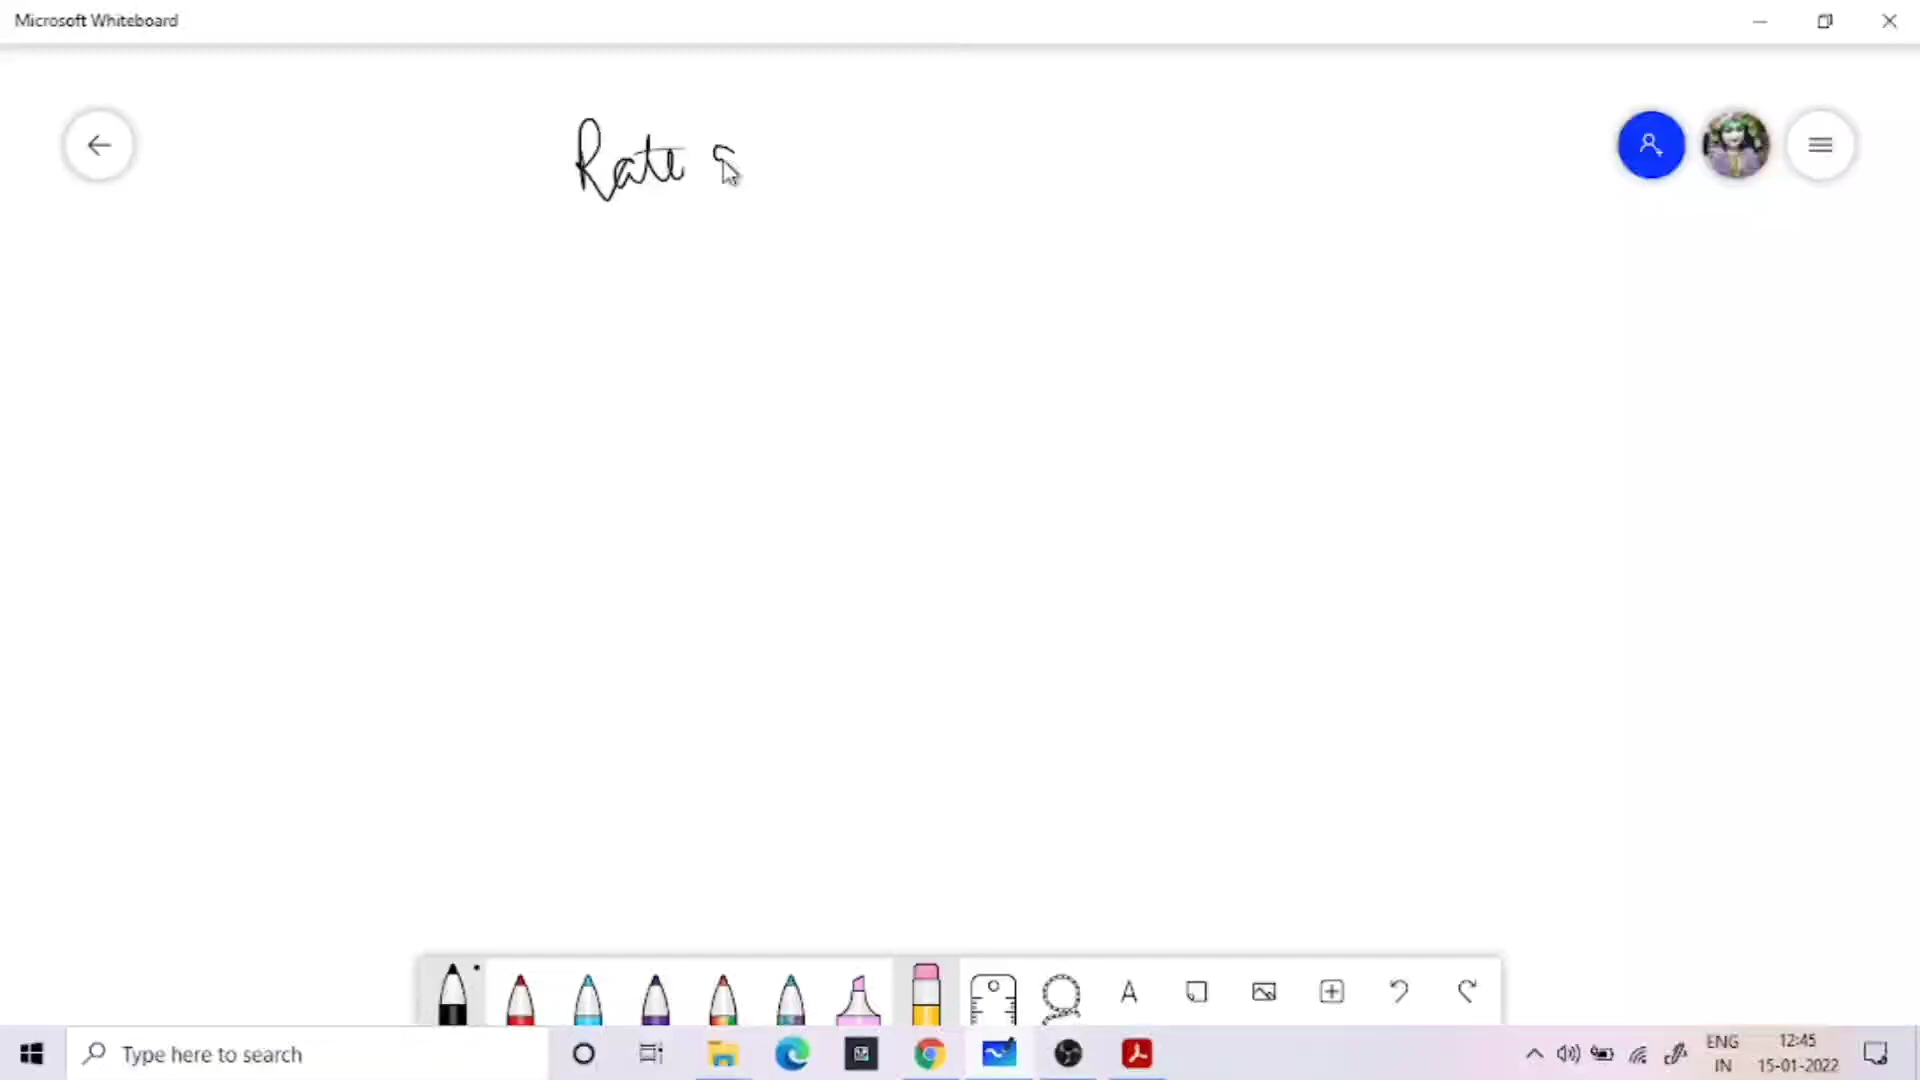 Microsoft Whiteboard
Rate
Type here to search
ENG
IN
12:45
15-01-2022